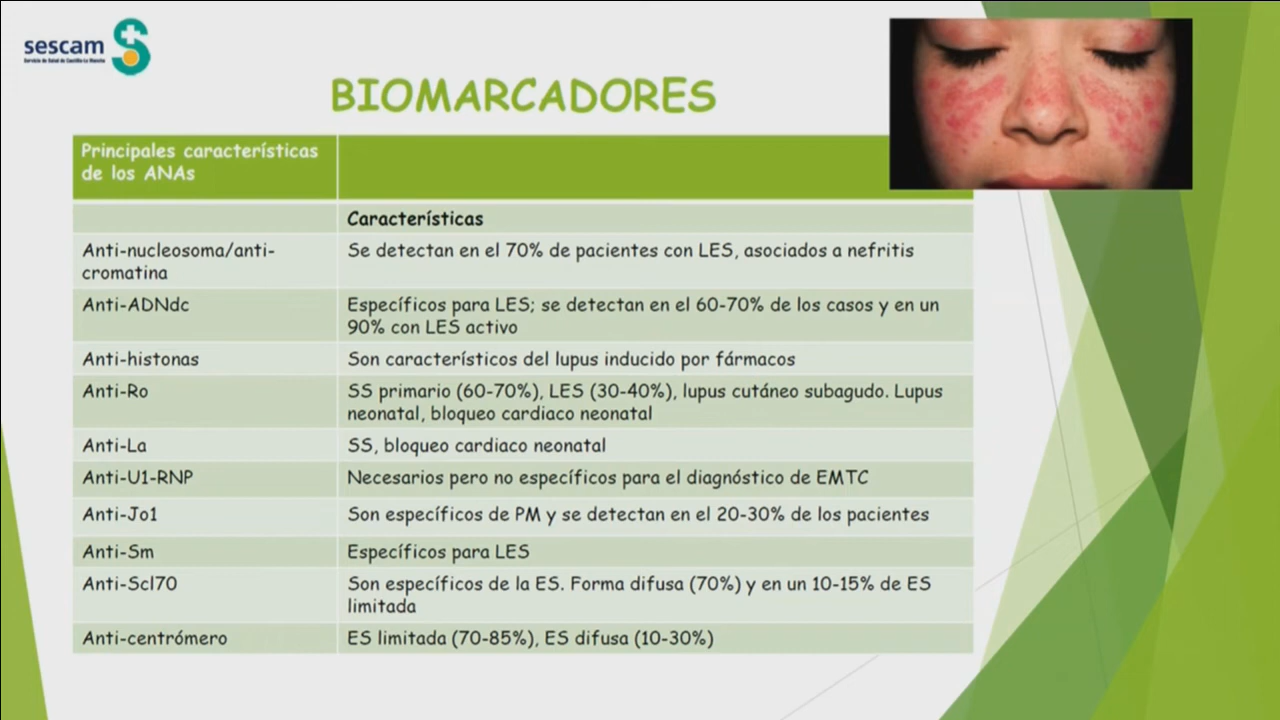 sescam
Servicio de Salud de Castilla-La Mancha
BIOMARCADORES
Principales características
de los ANAs
Características
Anti-nucleosoma/anti-
cromatina
Se detectan en el 70% de pacientes con LES, asociados a nefritis
Anti-ADNdc
Específicos para LES; se detectan en el 60-70% de los casos y en un
90% con LES activo
Anti-histonas
Son característicos del lupus inducido por fármacos
Anti-Ro
SS primario (60-70%), LES (30-40%), lupus cutáneo subagudo. Lupus
neonatal, bloqueo cardiaco neonatal
Anti-La
SS, bloqueo cardiaco neonatal
Anti-U1-RNP
Necesarios pero no específicos para el diagnóstico de EMTC
Anti-Jo1
Son específicos de PM y se detectan en el 20-30% de los pacientes
Anti-Sm
Específicos para LES
Anti-Scl70
Son específicos de la ES. Forma difusa (70%) y en un 10-15% de ES
limitada
Anti-centrómero
ES limitada (70-85%), ES difusa (10-30%)